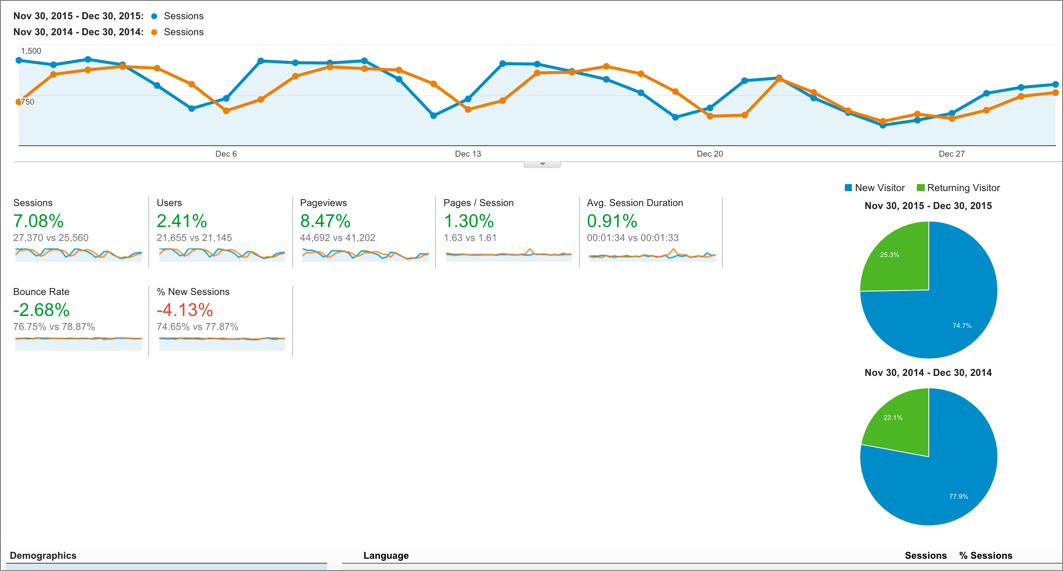 Nov 30, 2015 - Dec 30, 2015: Sessions
Nov 30, 2014 - Dec 30, 2014: Sessions
1,500
750
Dec 6 Dec 13 Dec 20 Dec 27
Sessions
7.08%
27,370 vs 25,560
Users
2.41%
21,655 vs 21,145
Pageviews
8.47%
44,692 vs 41,202
Pages / Session
1.30%
1.63 vs 1.61
Avg. Session Duration
0.91%
00:01:34 vs 00:01:33
Bounce Rate
-2.68%
76.75% vs 78.87%
% New Sessions
-4.13%
74.65% vs 77.87%
New Visitor Returning Visitor
Nov 30, 2015 - Dec 30, 2015
25.3%
74.7%
Nov 30, 2014 - Dec 30, 2014
22.1%
77.9%
Demographics Language Sessions % Sessions